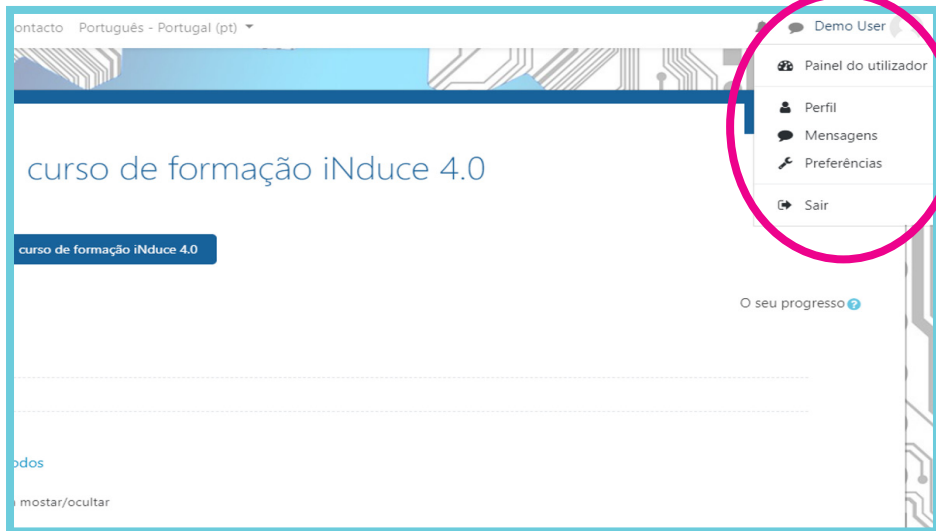 ontacto Português - Portugal (pt) Demo User
Painel do utilizador
Perfil
Mensagens
Preferências
Sair
curso de formação iNduce 4.0
curso de formação iNduce 4.0
O seu progresso
odos
mostar/ocultar